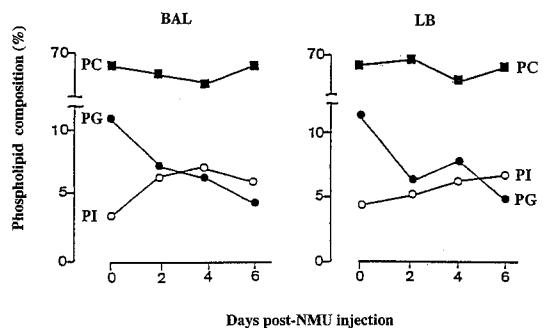 BAL
LB
Phospholipid composition (%)
70
PC
10
PG
5
PI
0
0 2 4 6
70
PC
10
5
PI
PG
0
0 2 4 6
Days post-NMU injection